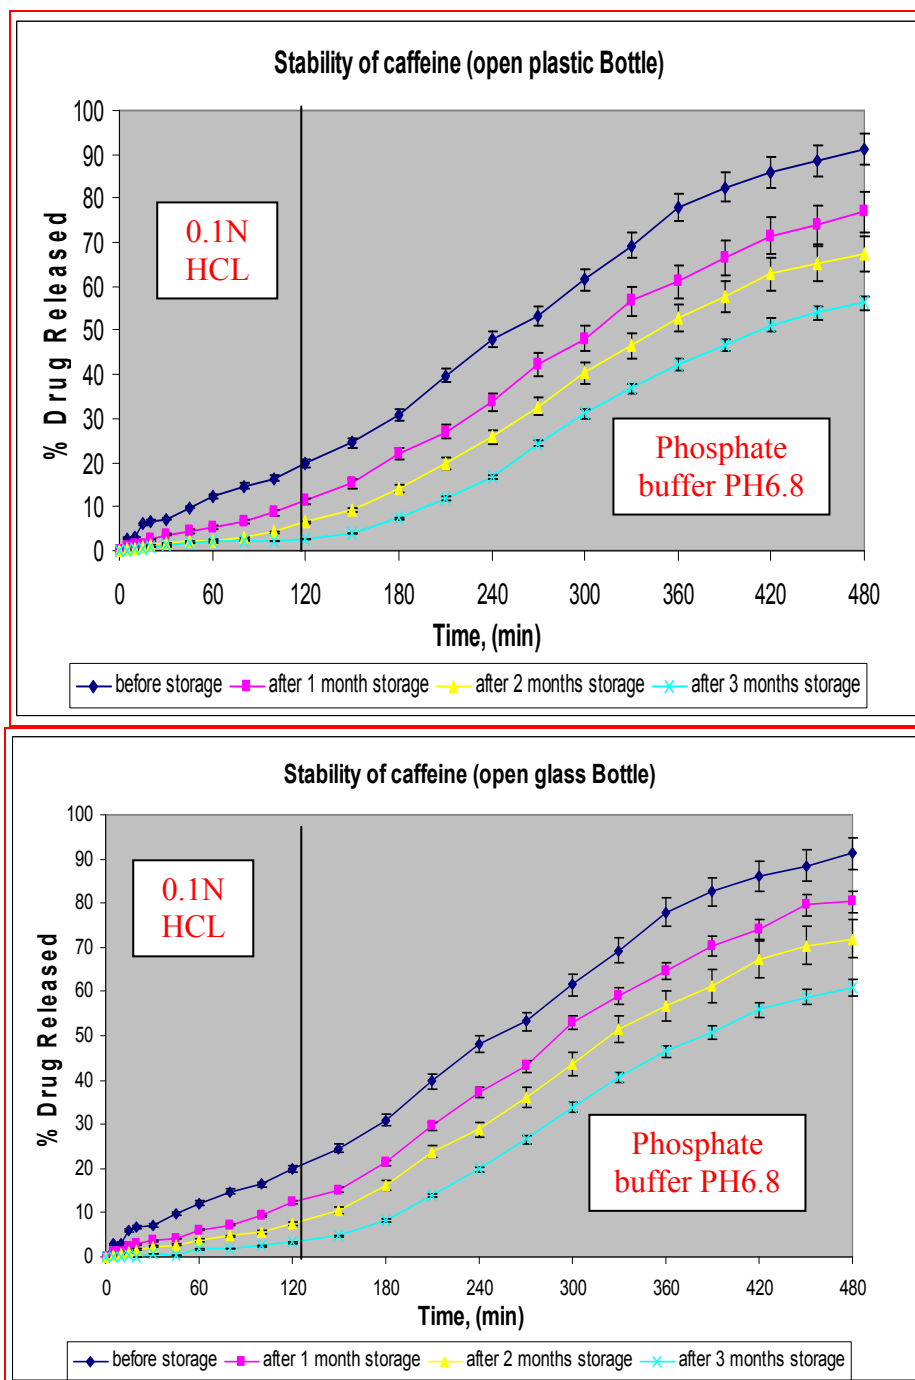 Stability of caffeine (open plastic Bottle)
% Drug Released
100
90
80
70
60
50
40
30
20
10
0
0.1N
HCL
Phosphate
buffer PH6.8
0 60 120 180 240 300 360 420 480
Time, (min)
before storage after 1 month storage after 2 months storage after 3 months storage
Stability of caffeine (open glass Bottle)
% Drug Released
100
90
80
70
60
50
40
30
20
10
0
0.1N
HCL
Phosphate
buffer PH6.8
0 60 120 180 240 300 360 420 480
Time, (min)
before storage after 1 month storage after 2 months storage after 3 months storage